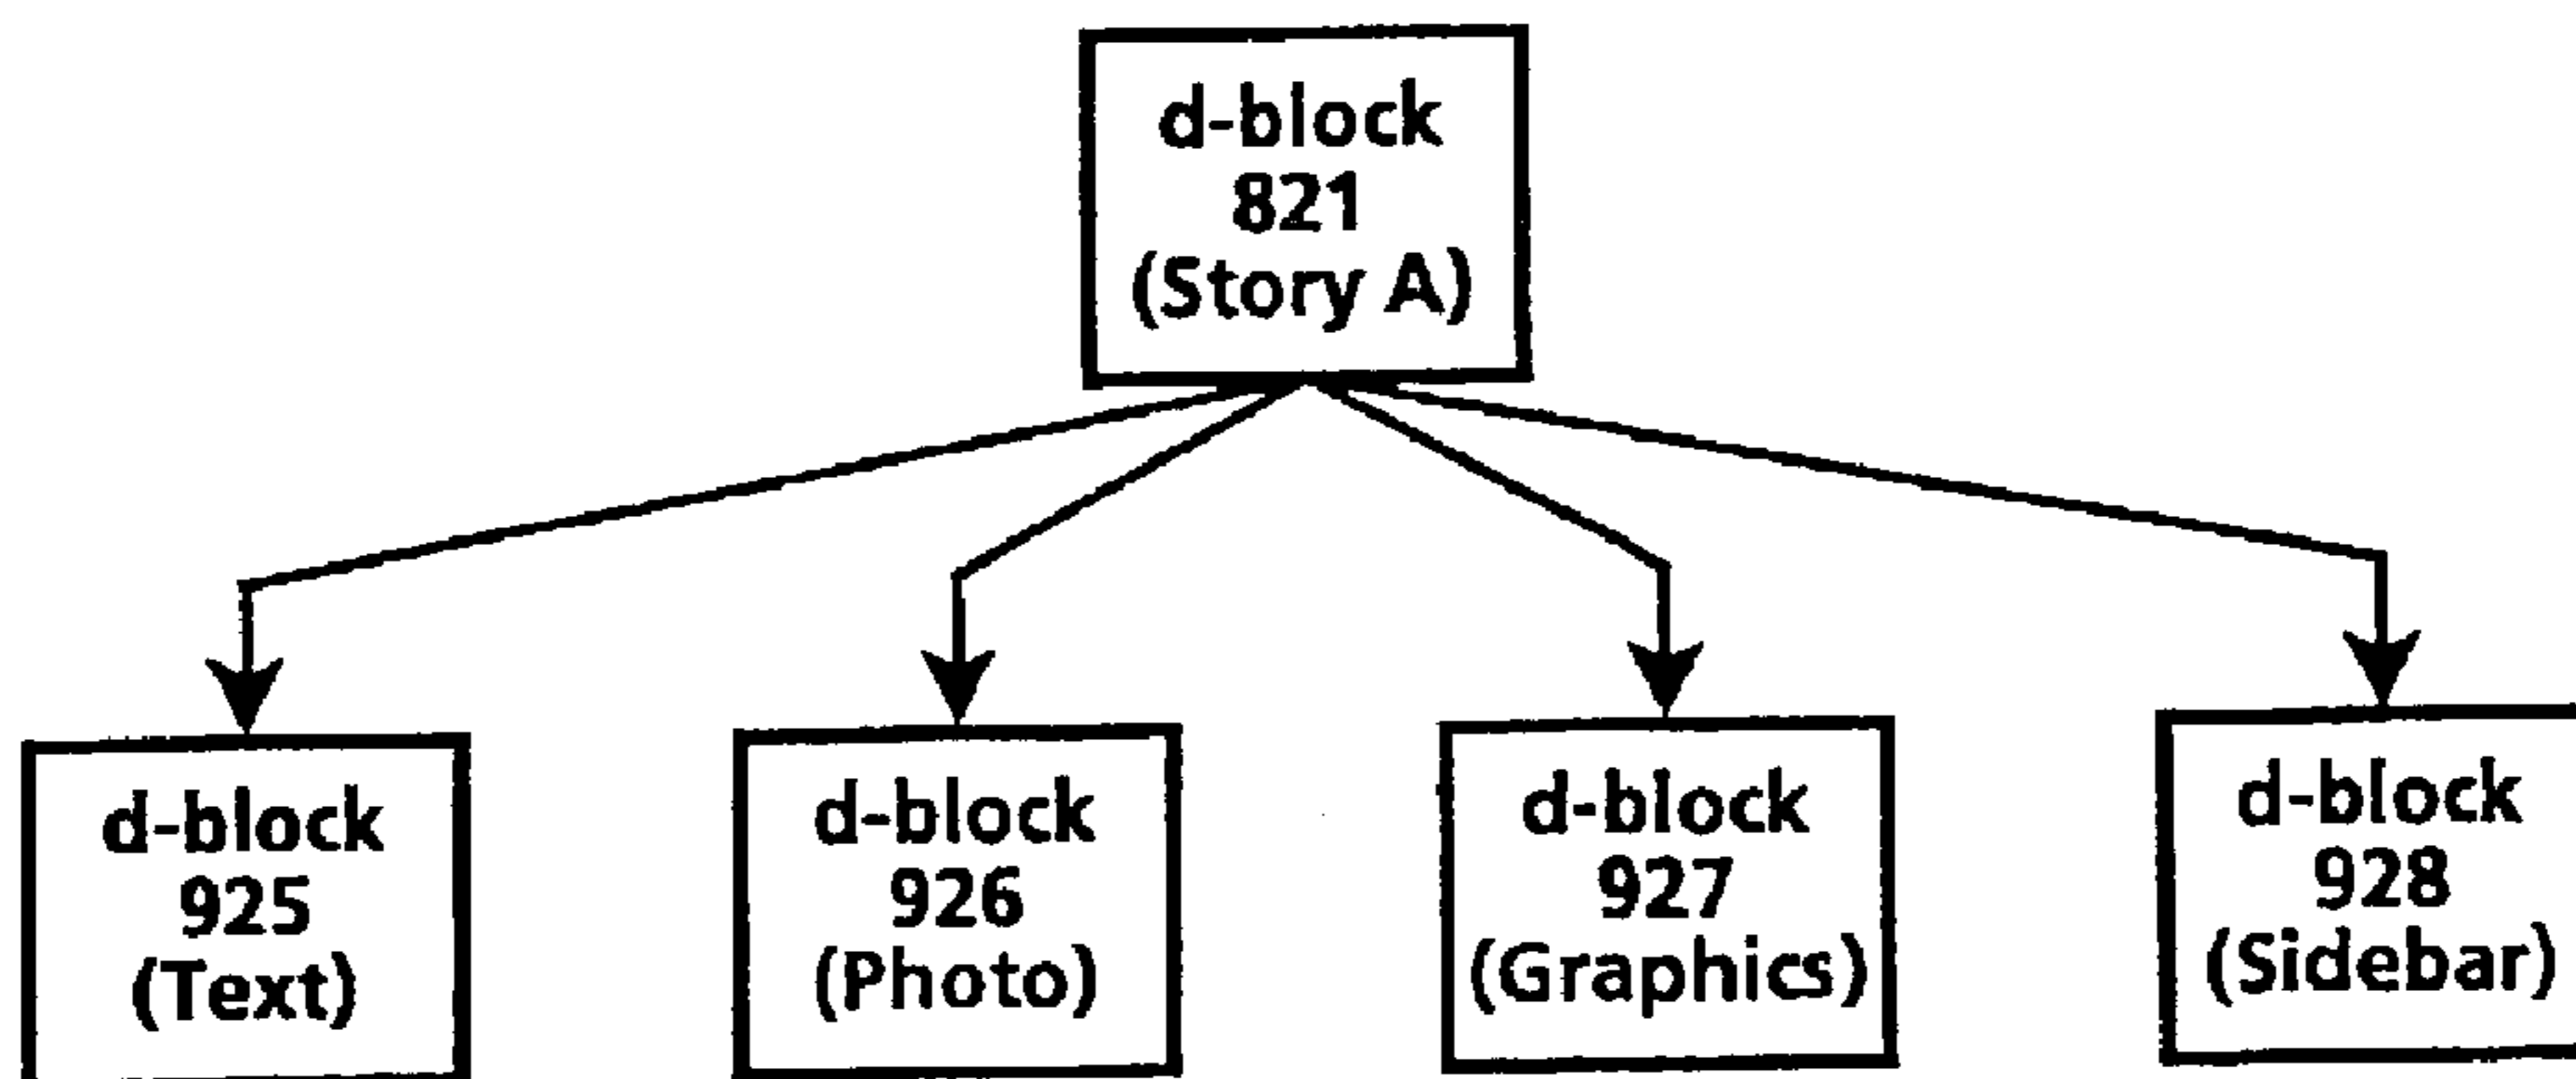 d-block
821
(Story A)
d-block
925
(Text)
d-block
926
(Photo)
d-block
927
(Graphics)
d-block
928
(Sidebar)